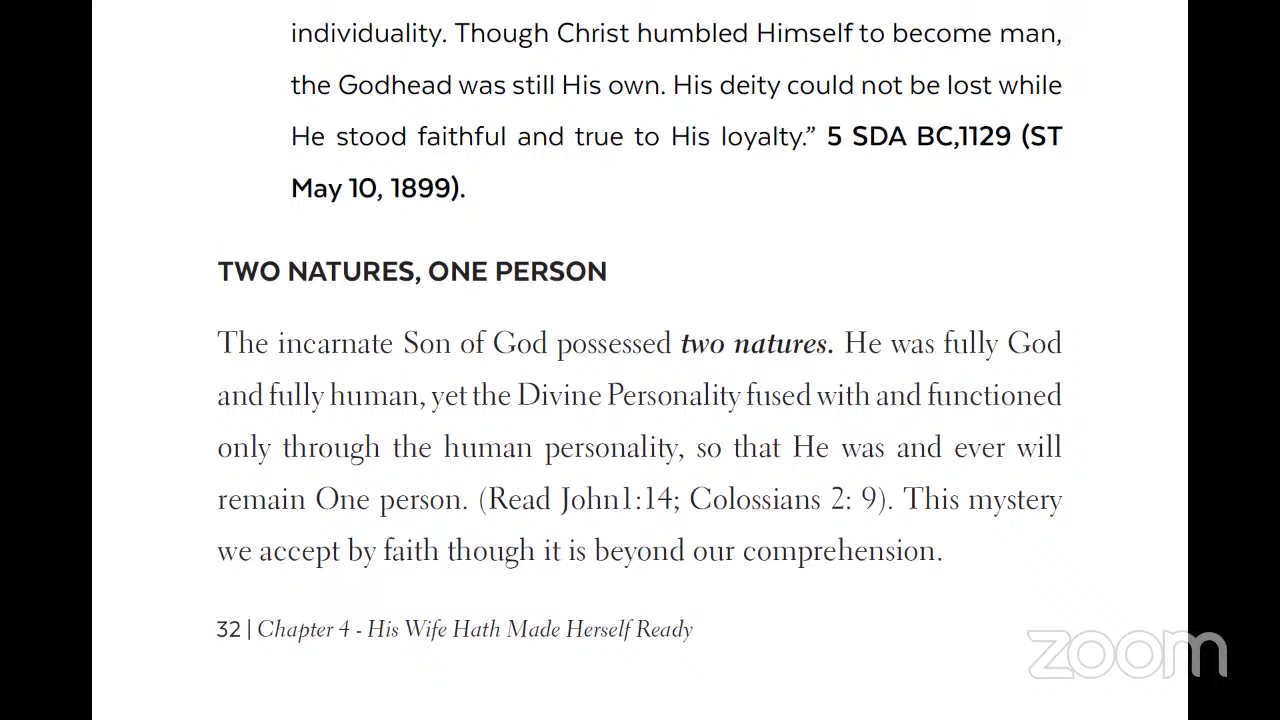 individuality. Though Christ humbled Himself to become man,
the Godhead was still His own. His deity could not be lost while
He stood faithful and true to His loyalty.” 5 SDA BC,1129 (ST
May 10, 1899).
TWO NATURES, ONE PERSON
The incarnate Son of God possessed two natures. He was fully God
and fully human, yet the Divine Personality fused with and functioned
only through the human personality, so that He was and ever will
remain One person. (Read John1:14; Colossians 2: 9). This mystery
we accept by faith though it is beyond our comprehension.
32 | Chapter 4 - His Wife Hath Made Herself Ready
zoom